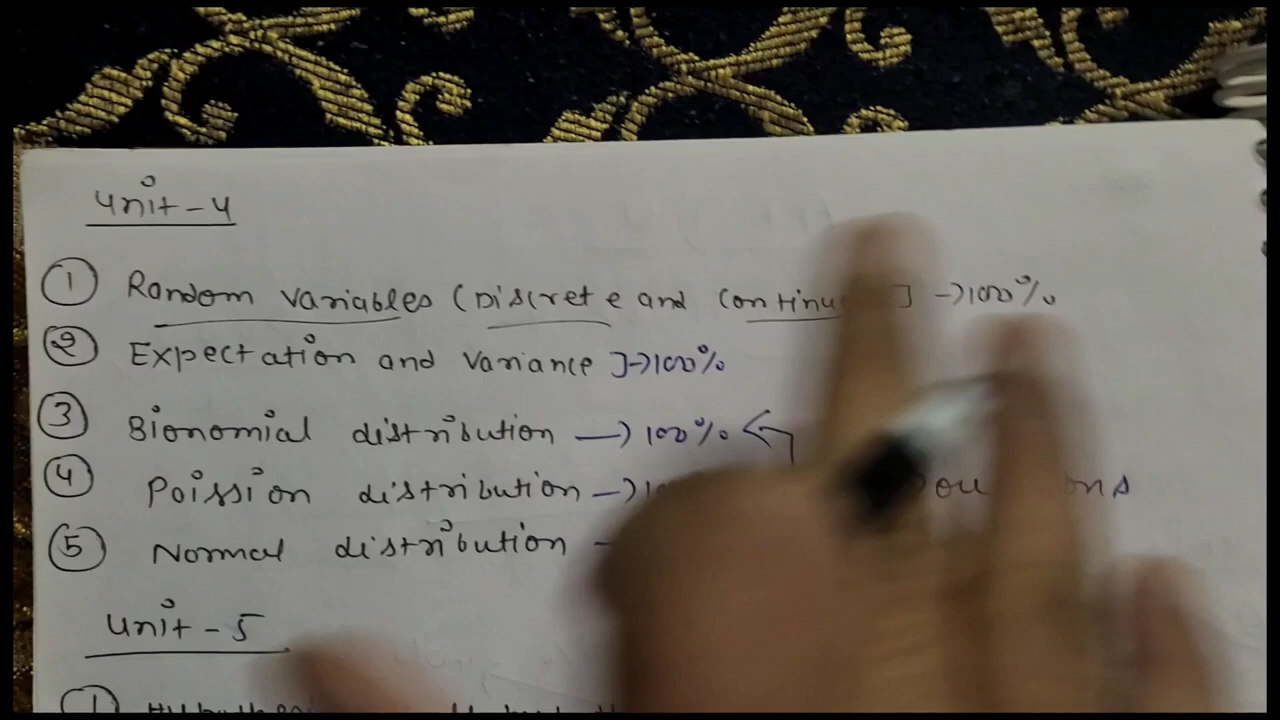 Unit-4
① Random variables (Discrete and ] →100%
② Expectation and Variance ]→100%
③ Bionomial distribution → 100%
④ Poission distribution →
⑤ Normal distribution
Unit-5
①